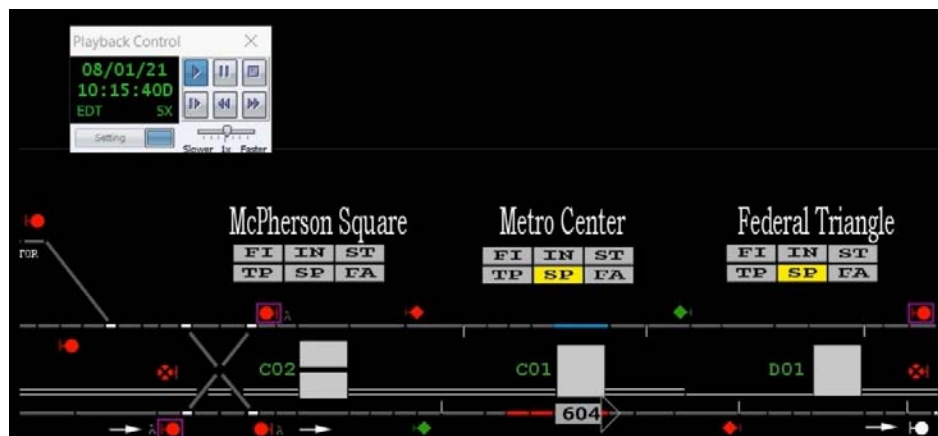 Playback Control
08/01/21
10:15:40D
EDT 5X
Setting
Slower 1x Faster
McPherson Square Metro Center Federal Triangle
FI IN ST FI IN ST FI IN ST
TP SP FA TP SP FA TP SP FA
TOR
C02 C01 D01
604